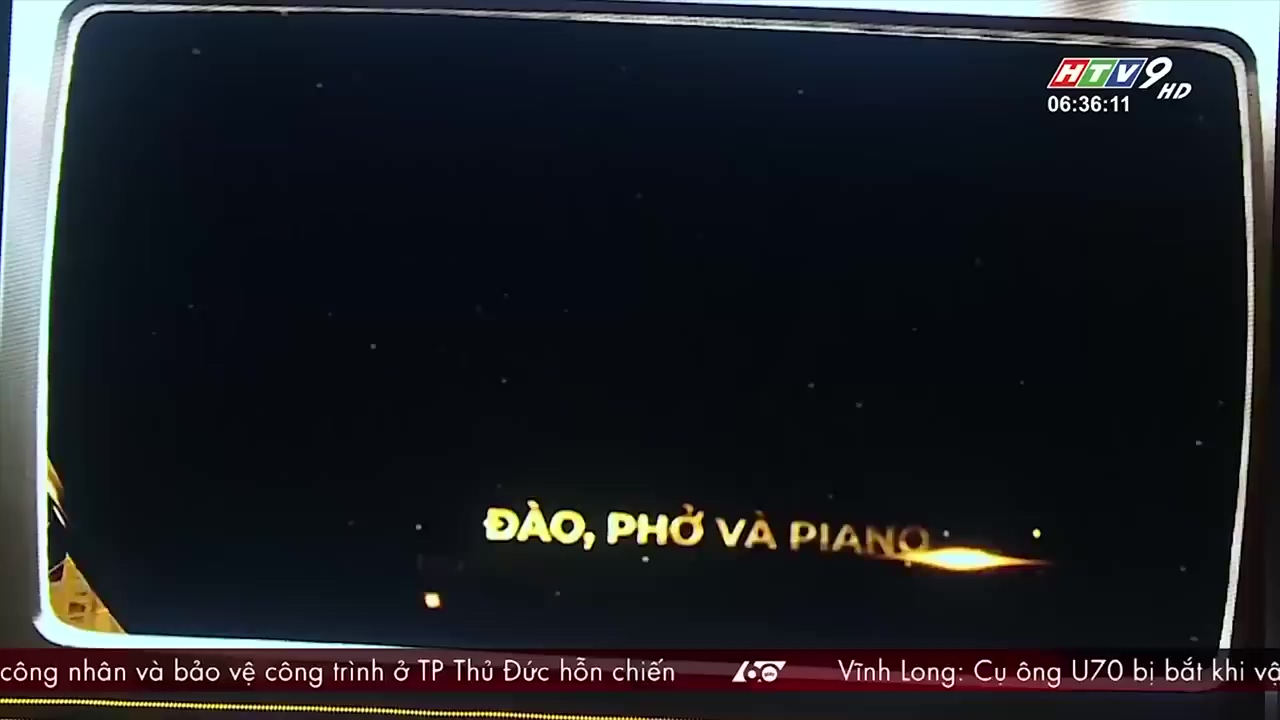 HTV9 HD
06:36:11
ĐÀO, PHỞ VÀ PIANO
công nhân và bảo vệ công trình ở TP Thủ Đức hỗn chiến 60 Vĩnh Long: Cụ ông U70 bị bắt khi